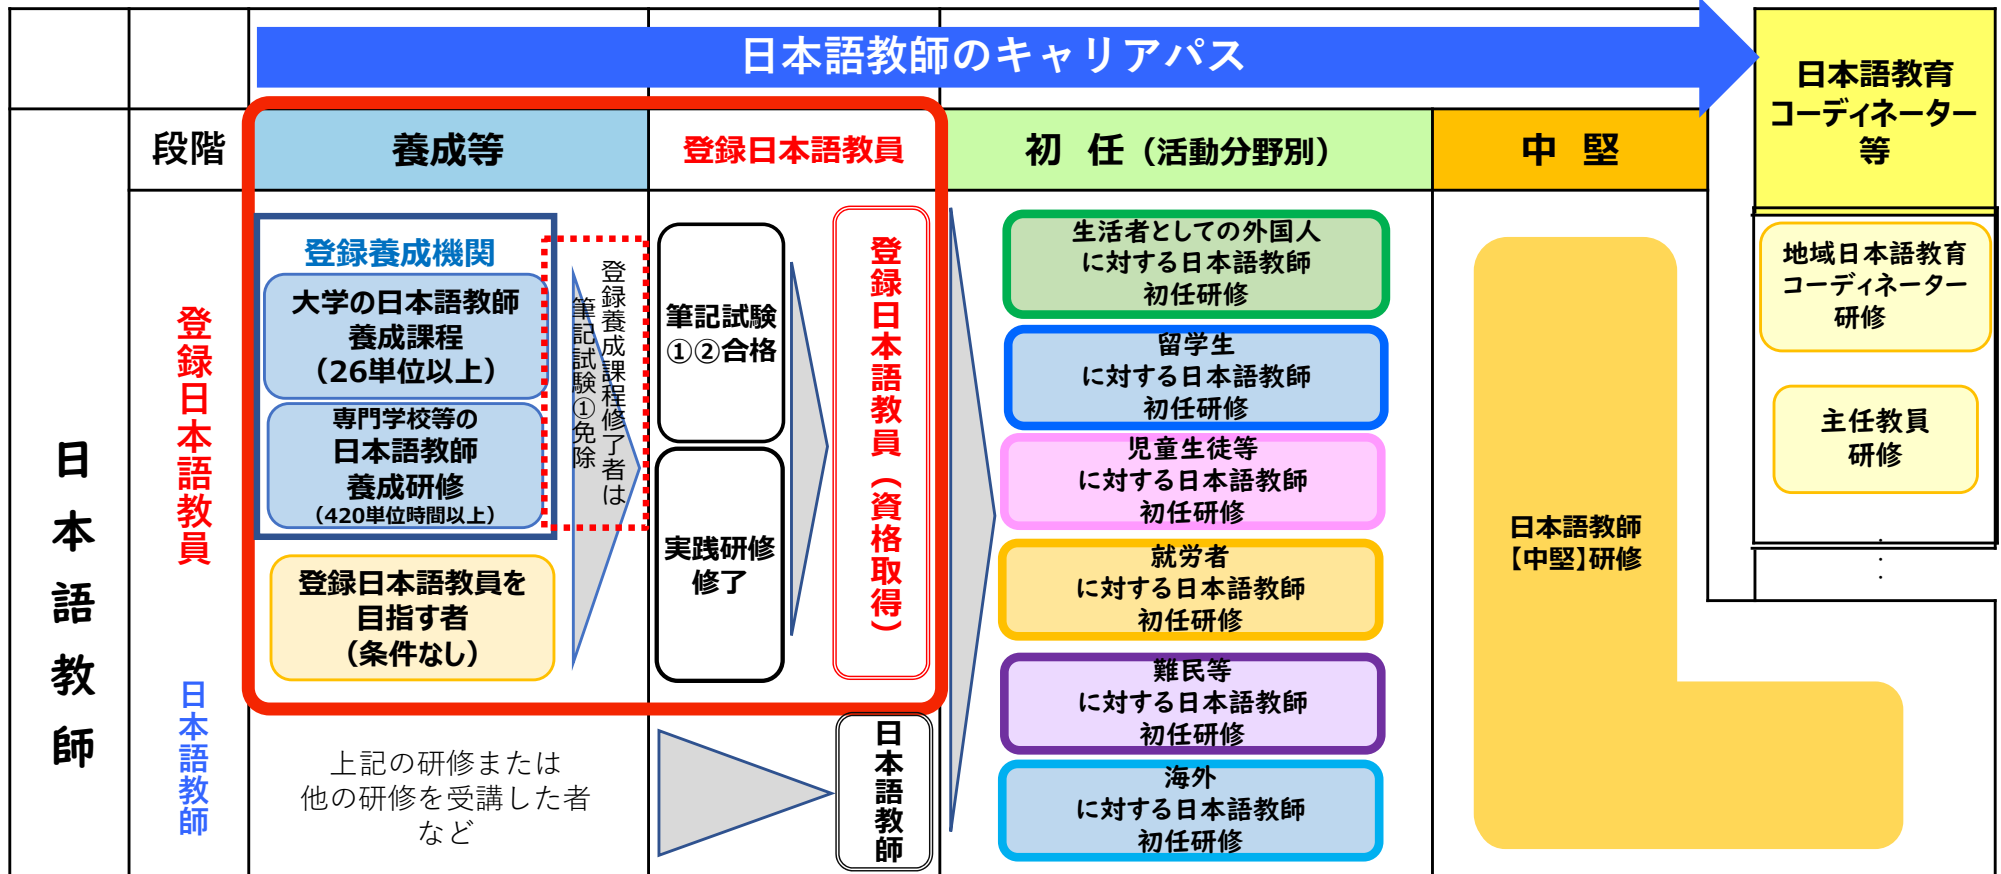 日本語教師のキャリアパス
日本語教育
コーディネーター
等
段階
養成等
登録日本語教員
初 任（活動分野別）
中 堅
日本語教師
登録日本語教員
日本語教師
登録養成機関
大学の日本語教師
養成課程
（26単位以上）
専門学校等の
日本語教師
養成研修
（420単位時間以上）
登録養成課程修了者は
筆記試験①免除
登録日本語教員を
目指す者
（条件なし）
上記の研修または
他の研修を受講した者
など
筆記試験
①②合格
実践研修
修了
登録日本語教員（資格取得）
日本語教師
生活者としての外国人
に対する日本語教師
初任研修
留学生
に対する日本語教師
初任研修
児童生徒等
に対する日本語教師
初任研修
就労者
に対する日本語教師
初任研修
難民等
に対する日本語教師
初任研修
海外
に対する日本語教師
初任研修
日本語教師
【中堅】研修
地域日本語教育
コーディネーター
研修
主任教員
研修